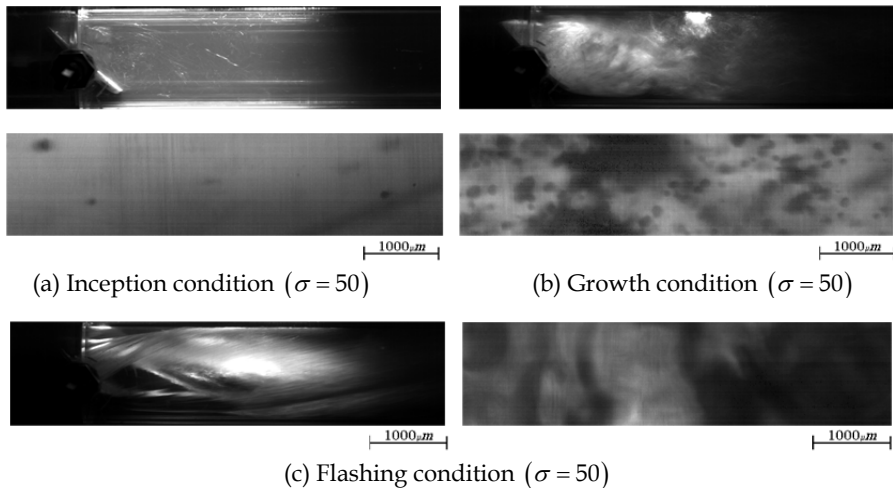 1000μm
1000μm
(a) Inception condition (σ = 50)
(b) Growth condition (σ = 50)
1000μm
1000μm
(c) Flashing condition (σ = 50)